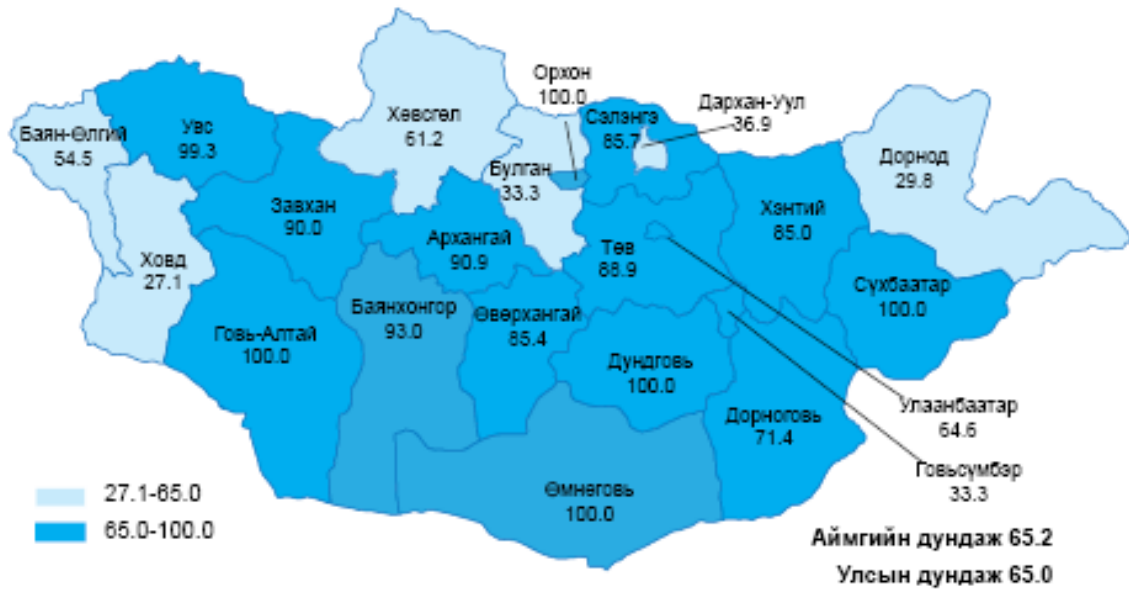 Орхон
100.0
Дархан-Уул
36.9
Хөвсгөл
61.2
Сэлэнгэ
85.7
Увс
99.3
Баян-Өлгий
54.5
Булган
33.3
Дорнод
29.8
Завхан
90.0
Хэнтий
85.0
Архангай
90.9
Төв
88.9
Ховд
27.1
Сүхбаатар
100.0
Баянхонгор
93.0
Өвөрхангай
85.4
Говь-Алтай
100.0
Дундговь
100.0
Улаанбаатар
64.6
Дорноговь
71.4
Говьсүмбэр
33.3
Өмнөговь
100.0
27.1-65.0
65.0-100.0
Аймгийн дундаж 65.2
Улсын дундаж 65.0